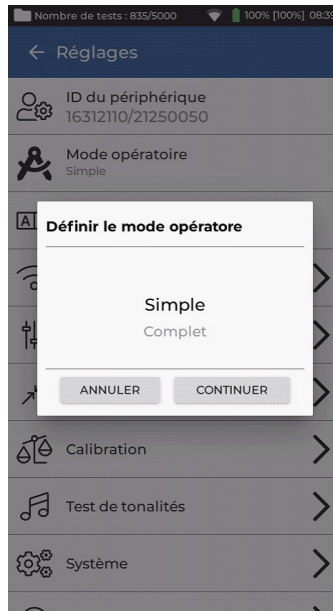 Nombre de tests : 835/5000 100% [100%] 08:39
Réglages
ID du périphérique
16312110/21250050
Mode opératoire
Simple
A
Définir le mode opératore
Simple
Complet
ANNULER CONTINUER
Calibration
Test de tonalités
Système